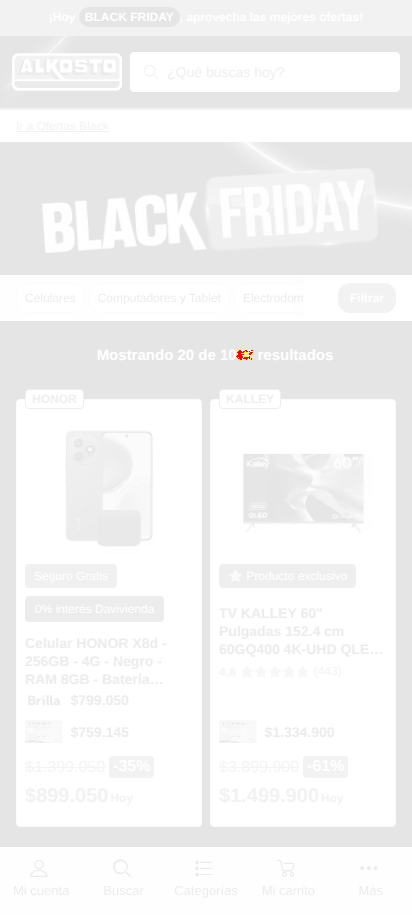 ¡Hoy BLACK FRIDAY, aprovecha las mejores ofertas!
ALKOSTO
¿Qué buscas hoy?
Ir a Ofertas Black
BLACK FRIDAY
Celulares Computadores y Tablet Electrodom Filtrar
Mostrando 20 de resultados
HONOR
Seguro Gratis
0% interés Davivienda
Celular HONOR X8d -
256GB - 4G - Negro -
RAM 8GB - Batería...
Brilla $799.050
$759.145
$1.399.050 -35%
$899.050 Hoy
KALLEY
Kalley 60"
QLED
Producto exclusivo
TV KALLEY 60"
Pulgadas 152.4 cm
60GQ400 4K-UHD QLE...
4.8 (443)
$1.334.900
$3.899.900 -61%
$1.499.900 Hoy
Mi cuenta Buscar Categorías Mi carrito Más